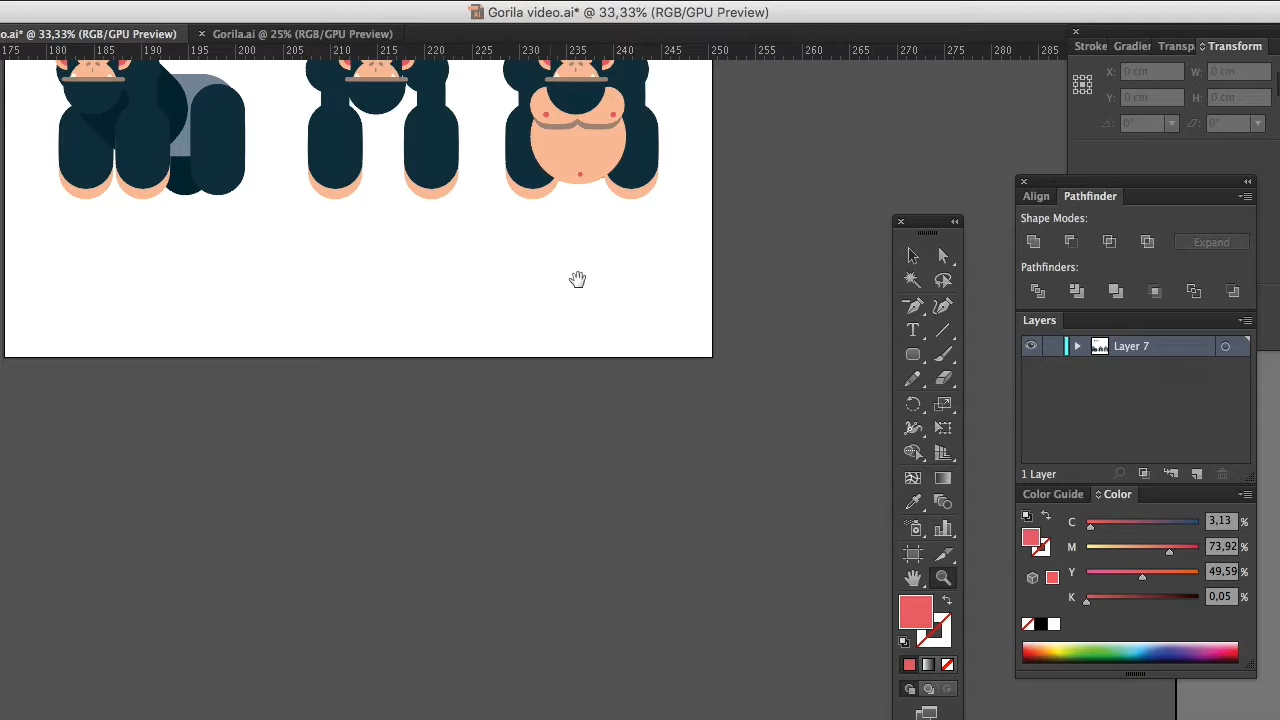 Gorila video.ai* @ 33,33% (RGB/GPU Preview)
o.ai* @ 33,33% (RGB/GPU Preview)
Gorila.ai @ 25% (RGB/GPU Preview)
175 180 185 190 195 200 205 210 215 220 225 230 235 240 245 250 255 260 265 270 275 280 285
Stroke Gradier Transp Transform
X: 0 cm W: 0 cm
Y: 0 cm H: 0 cm
0° 0°
Align Pathfinder
Shape Modes:
Expand
Pathfinders:
Layers
Layer 7
1 Layer
Color Guide Color
C 3,13 %
M 73,92 %
Y 49,59 %
K 0,05 %